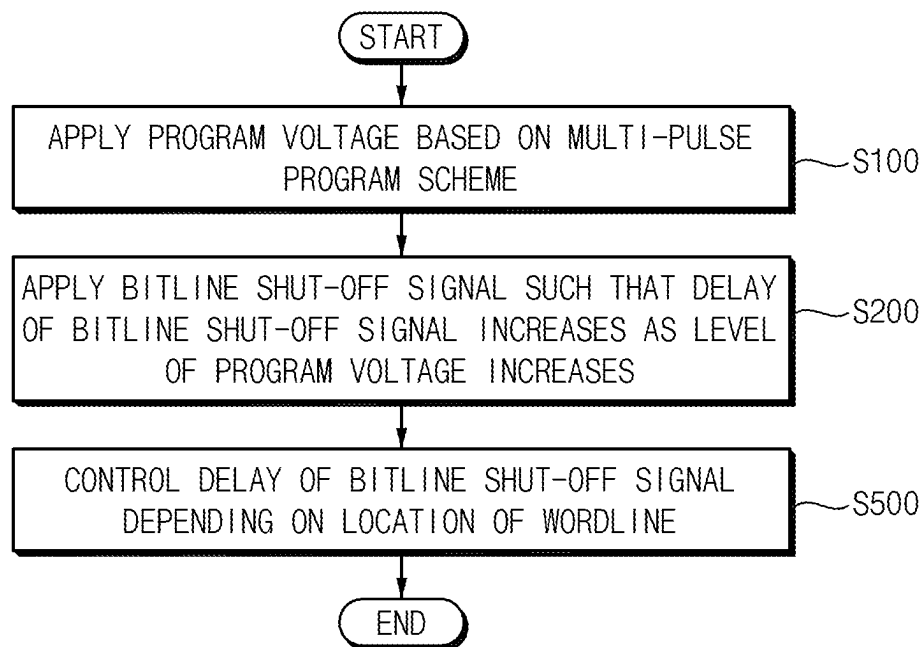 START
APPLY PROGRAM VOLTAGE BASED ON MULTI-PULSE
PROGRAM SCHEME
S100
APPLY BITLINE SHUT-OFF SIGNAL SUCH THAT DELAY
OF BITLINE SHUT-OFF SIGNAL INCREASES AS LEVEL
OF PROGRAM VOLTAGE INCREASES
S200
CONTROL DELAY OF BITLINE SHUT-OFF SIGNAL
DEPENDING ON LOCATION OF WORDLINE
S500
END